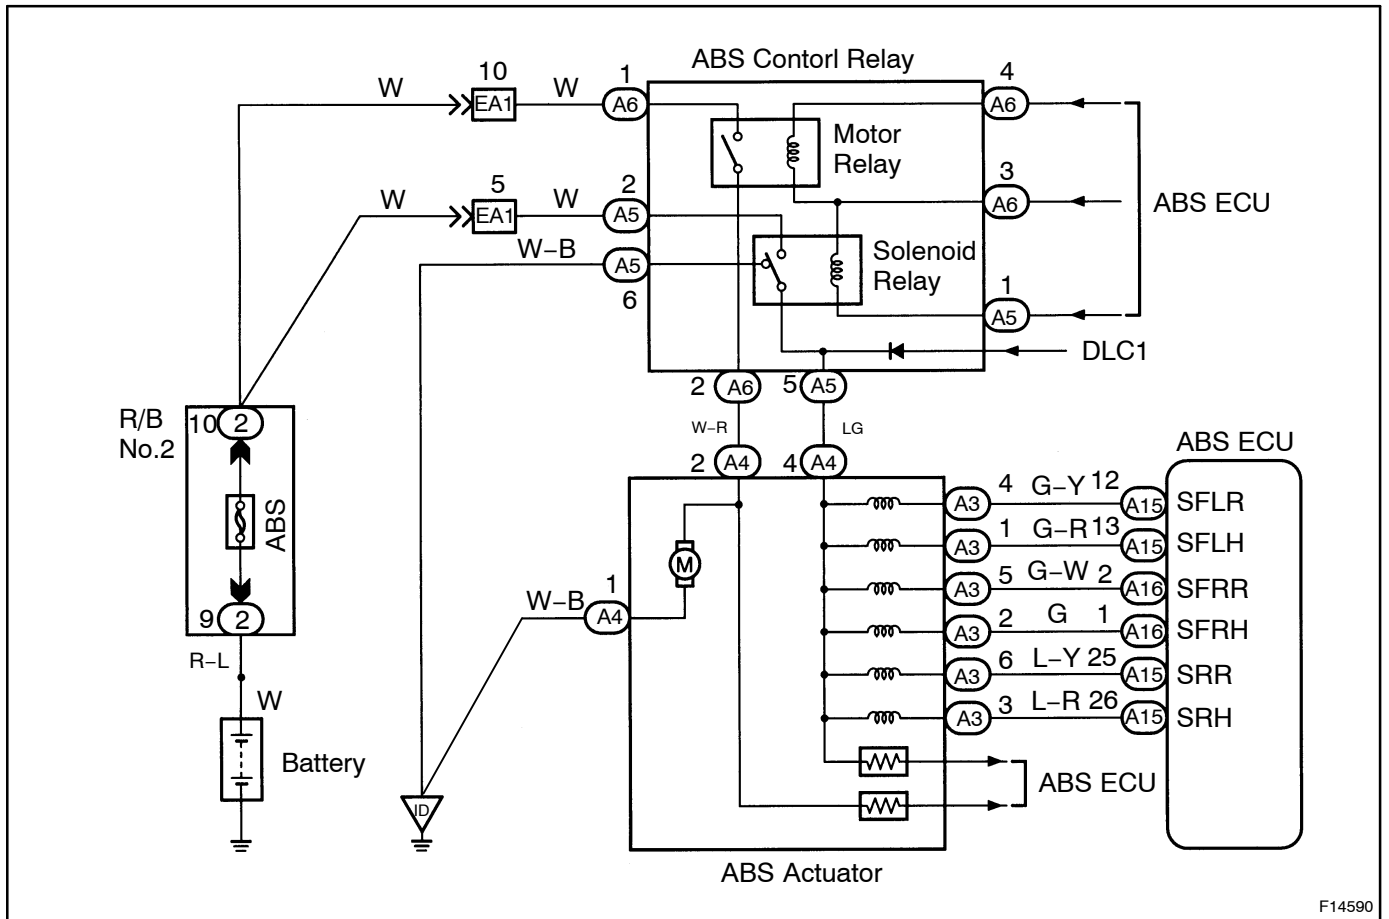 ABS Contorl Relay
10
1
4
W
EA1
W
A6
A6
Motor
Relay
3
5
2
A6
ABS ECU
W
EA1
W
A5
W-B
A5
6
Solenoid
Relay
1
A5
DLC1
2
A6
5
A5
R/B
No.2
10
2
W-R
LG
ABS ECU
2
A4
4
A4
ABS
A3
4
G-Y
12
A15
SFLR
A3
1
G-R
13
A15
SFLH
M
A3
5
G-W
2
A16
SFRR
1
W-B
A4
9
2
A3
2
G
1
A16
SFRH
R-L
A3
6
L-Y
25
A15
SRR
W
A3
3
L-R
26
A15
SRH
Battery
ID
ABS ECU
ABS Actuator
F14590